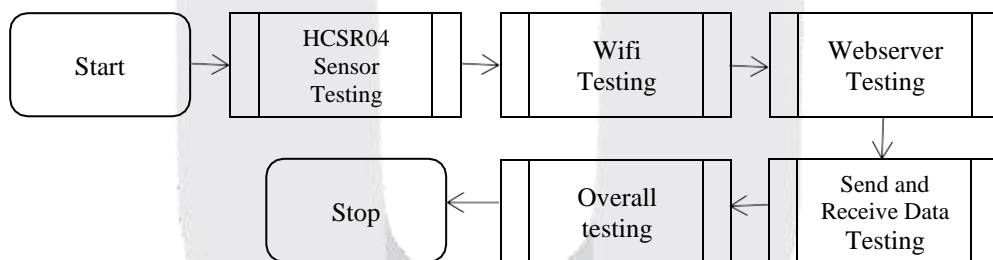 Start
HCSR04
Sensor
Testing
Wifi
Testing
Webserver
Testing
Send and
Receive Data
Testing
Overall
testing
Stop